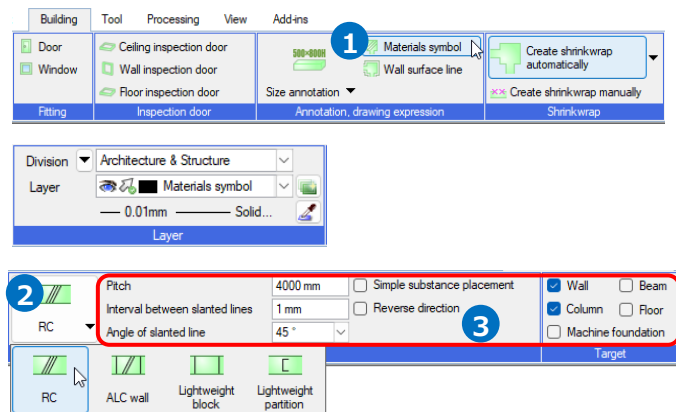 Building Tool Processing View Add-ins
Door Ceiling inspection door 500×800H 1 Materials symbol Create shrinkwrap automatically
Window Wall inspection door Wall surface line
Floor inspection door Size annotation Create shrinkwrap manually
Fitting Inspection door Annotation, drawing expression Shrinkwrap
Division Architecture & Structure
Layer Materials symbol
0.01mm Solid...
Layer
2 Pitch 4000 mm Simple substance placement Wall Beam
Interval between slanted lines 1 mm Reverse direction 3 Column Floor
RC Angle of slanted line 45 ° Machine foundation
Target
RC ALC wall Lightweight block Lightweight partition